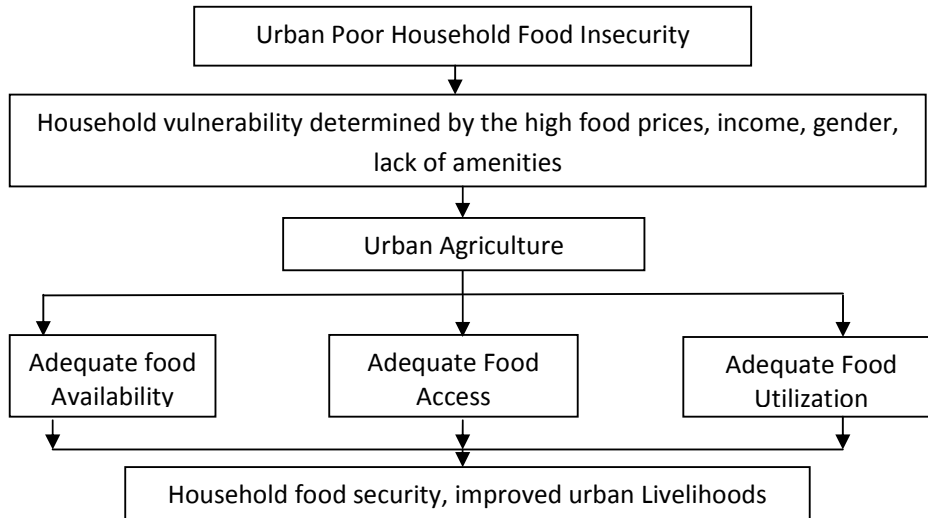 Urban Poor Household Food Insecurity
Household vulnerability determined by the high food prices, income, gender,
lack of amenities
Urban Agriculture
Adequate food
Availability
Adequate Food
Access
Adequate Food
Utilization
Household food security, improved urban Livelihoods